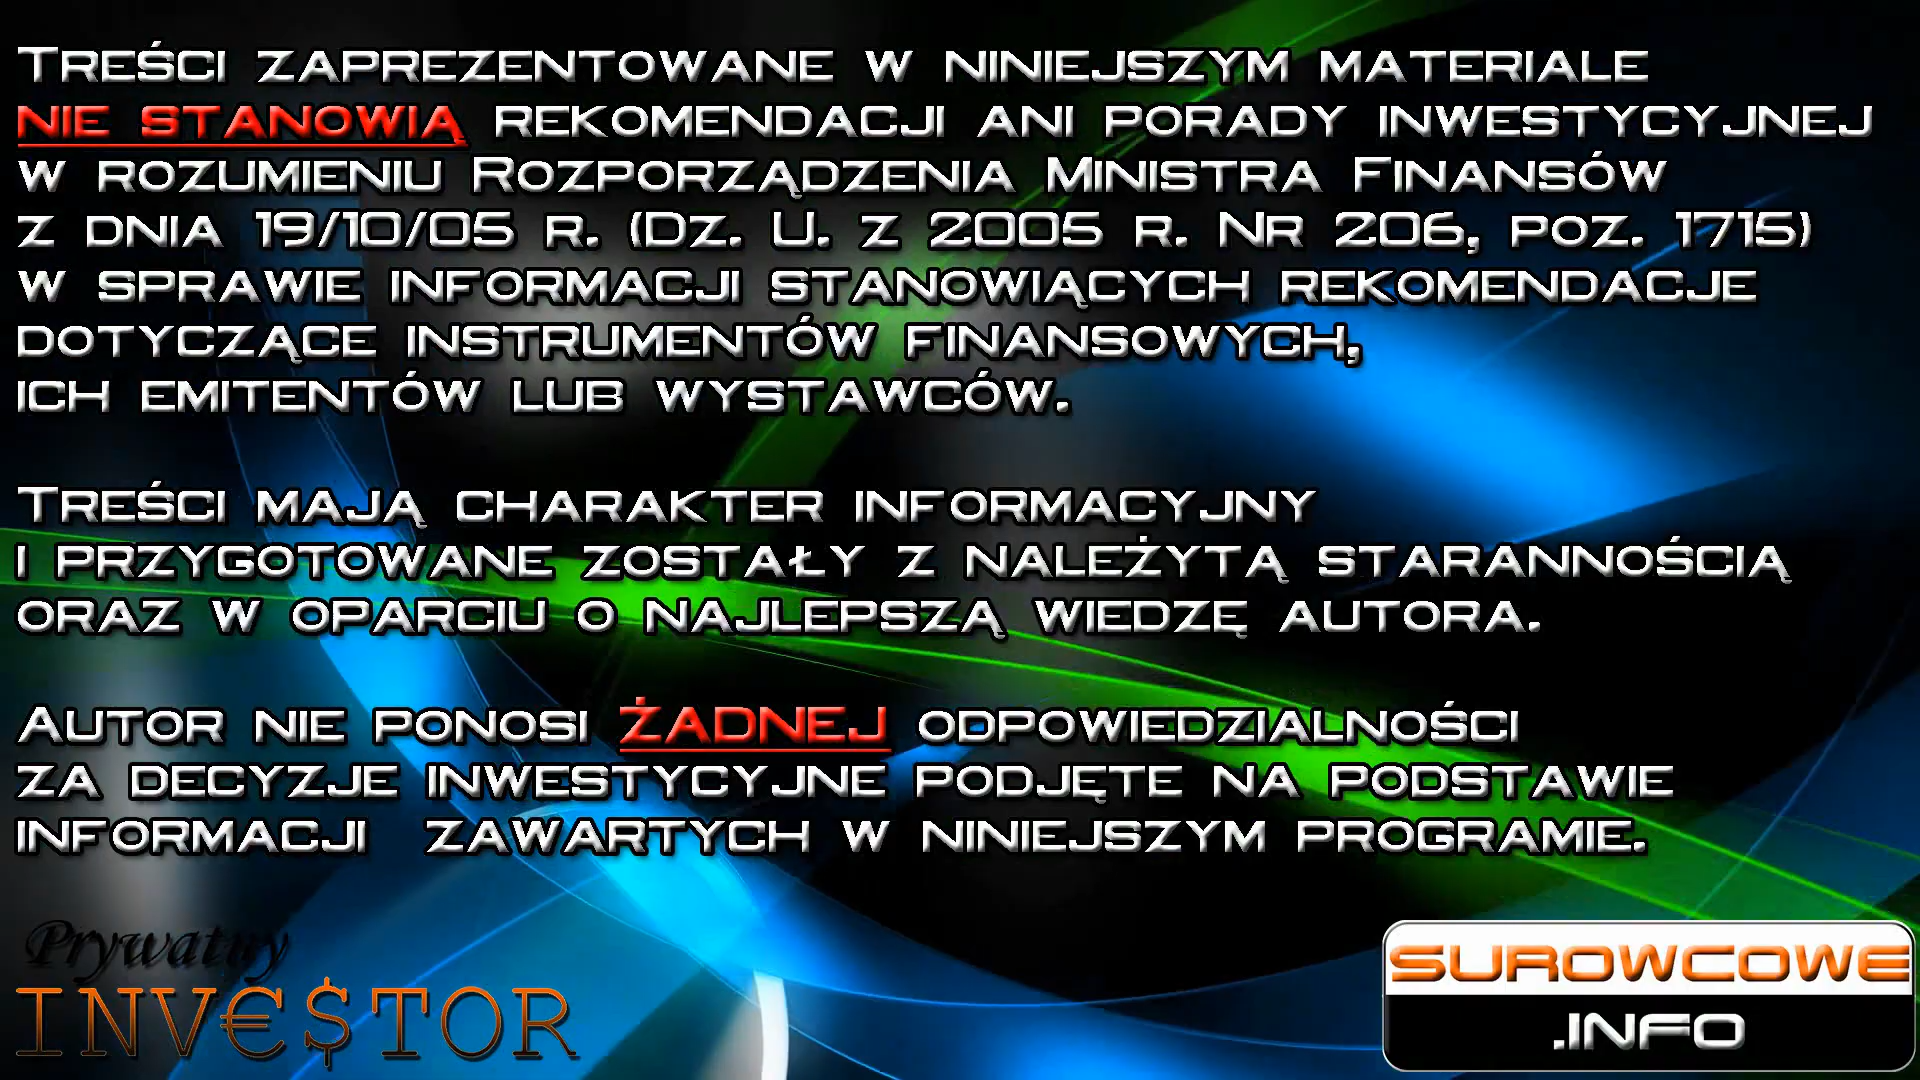 Treści zaprezentowane w niniejszym materiale
nie stanowią rekomendacji ani porady inwestycyjnej
w rozumieniu Rozporządzenia Ministra Finansów
z dnia 19/10/05 r. (Dz. U. z 2005 r. Nr 206, poz. 1715)
w sprawie informacji stanowiących rekomendacje
dotyczące instrumentów finansowych,
ich emitentów lub wystawców.
Treści mają charakter informacyjny
i przygotowane zostały z należytą starannością
oraz w oparciu o najlepszą wiedzę autora.
Autor nie ponosi ŻADNEJ odpowiedzialności
za decyzje inwestycyjne podjęte na podstawie
informacji zawartych w niniejszym programie.
Prywatny
INV€$TOR
SUROWCOWE
.INFO